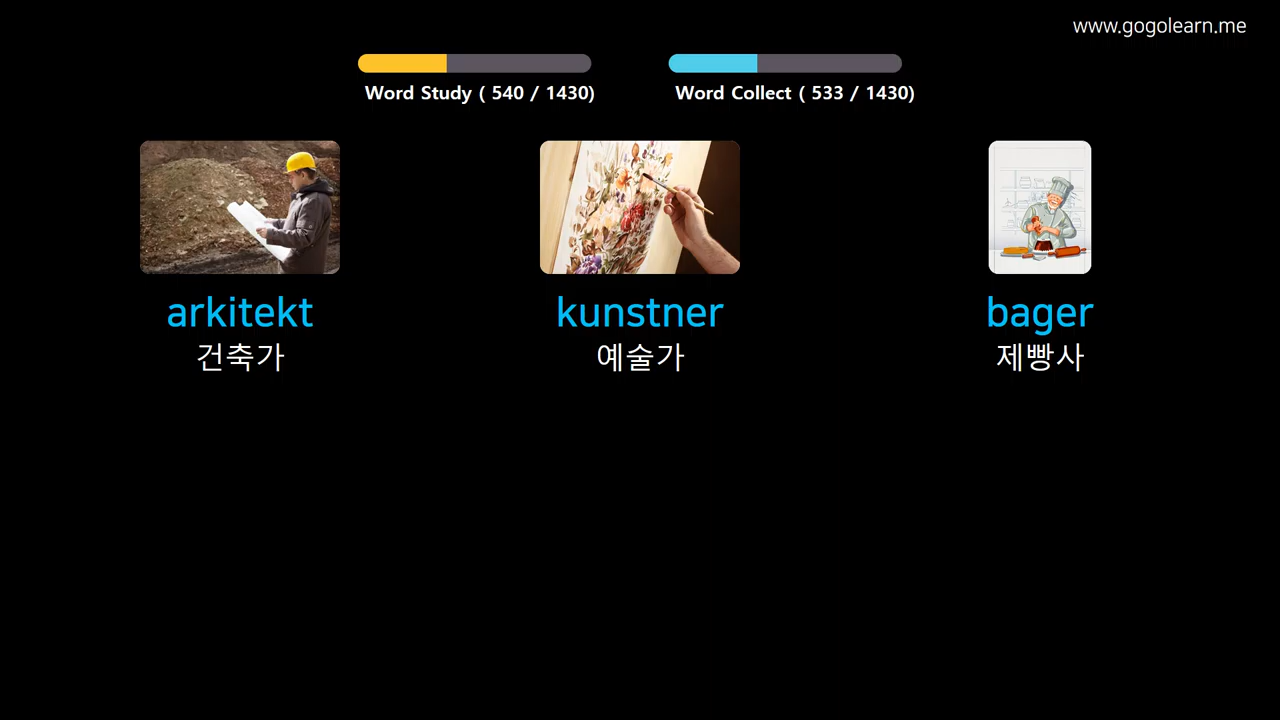 www.gogolearn.me
Word Study ( 540 / 1430)
Word Collect ( 533 / 1430)
arkitekt
건축가
kunstner
예술가
bager
제빵사